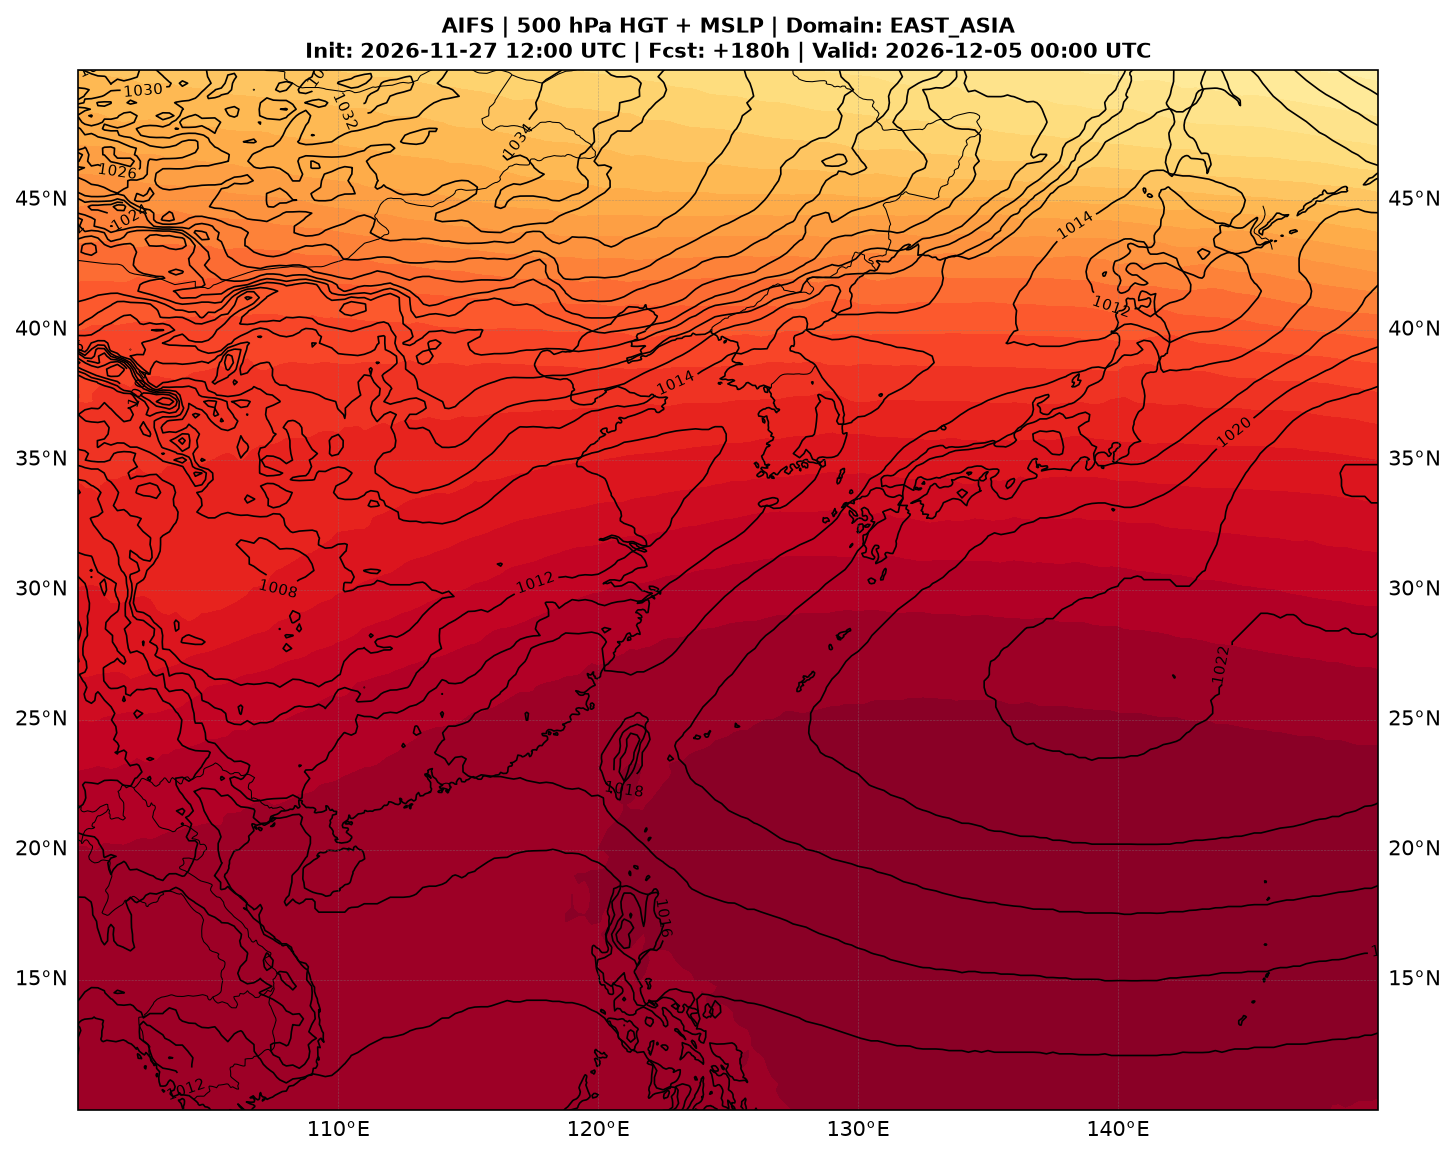 AIFS | 500 hPa HGT + MSLP | Domain: EAST_ASIA
Init: 2026-11-27 12:00 UTC | Fcst: +180h | Valid: 2026-12-05 00:00 UTC
1030
1032
1034
1026
1024
1014
1012
1014
1020
1008
1012
1022
1018
1016
1012
45°N
45°N
40°N
40°N
35°N
35°N
30°N
30°N
25°N
25°N
20°N
20°N
15°N
15°N
110°E
120°E
130°E
140°E